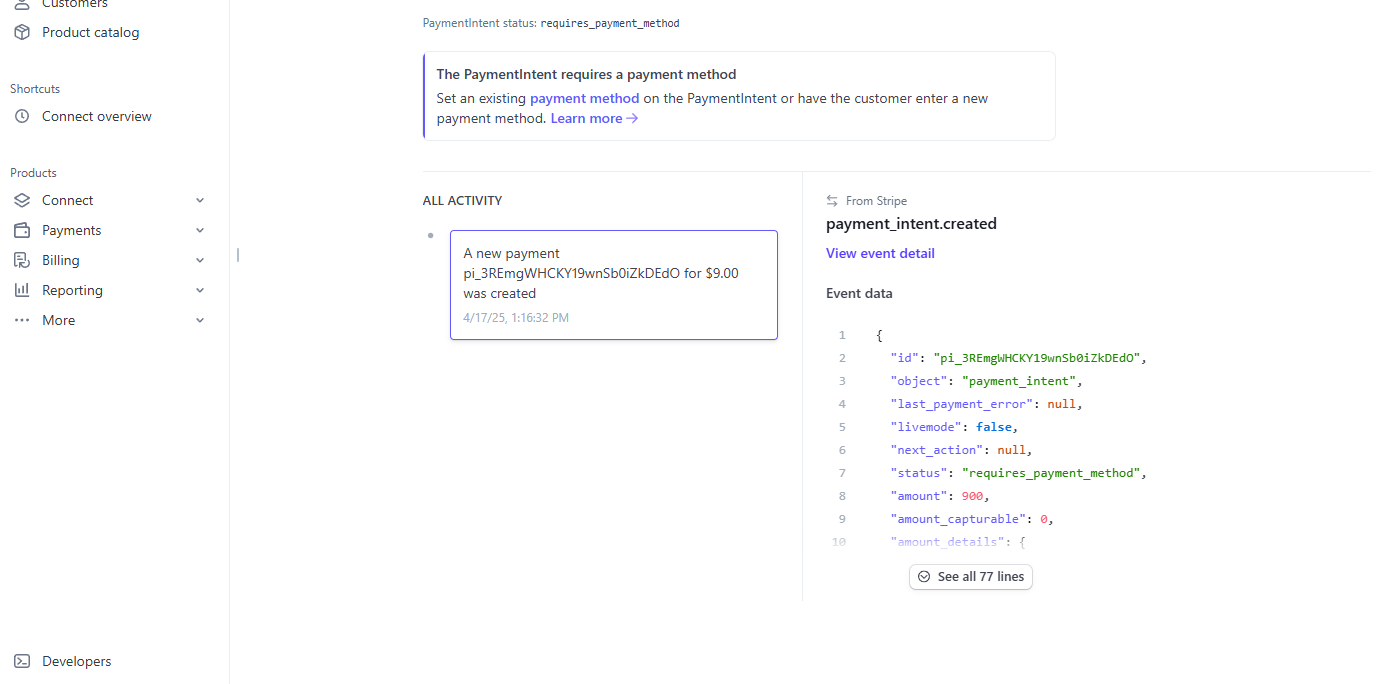 Customers
Product catalog
Shortcuts
Connect overview
Products
Connect
Payments
Billing
Reporting
More
Developers
PaymentIntent status: requires_payment_method
The PaymentIntent requires a payment method
Set an existing payment method on the PaymentIntent or have the customer enter a new
payment method. Learn more →
ALL ACTIVITY
A new payment
pi_3REmgWHCKY19wnSb0iZkDEdO for $9.00
was created
4/17/25, 1:16:32 PM
From Stripe
payment_intent.created
View event detail
Event data
1 {
2 "id": "pi_3REmgWHCKY19wnSb0iZkDEdO",
3 "object": "payment_intent",
4 "last_payment_error": null,
5 "livemode": false,
6 "next_action": null,
7 "status": "requires_payment_method",
8 "amount": 900,
9 "amount_capturable": 0,
10 "amount_details": {
See all 77 lines